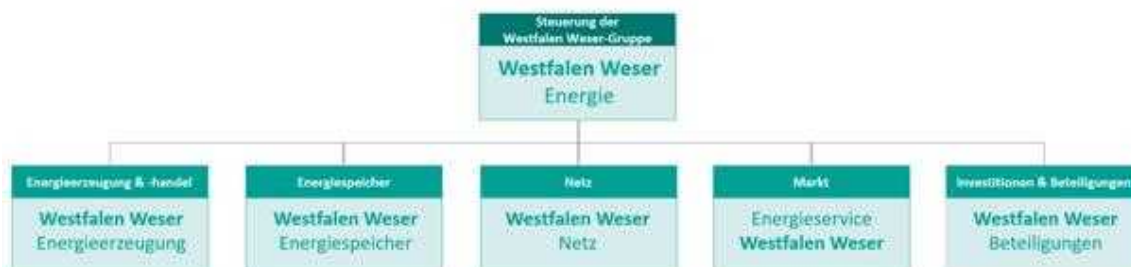 Steuerung der
Westfalen Weser-Gruppe
Westfalen Weser
Energie
Energieerzeugung & -handel
Westfalen Weser
Energieerzeugung
Energiespeicher
Westfalen Weser
Energiespeicher
Netz
Westfalen Weser
Netz
Markt
Energieservice
Westfalen Weser
Investitionen & Beteiligungen
Westfalen Weser
Beteiligungen